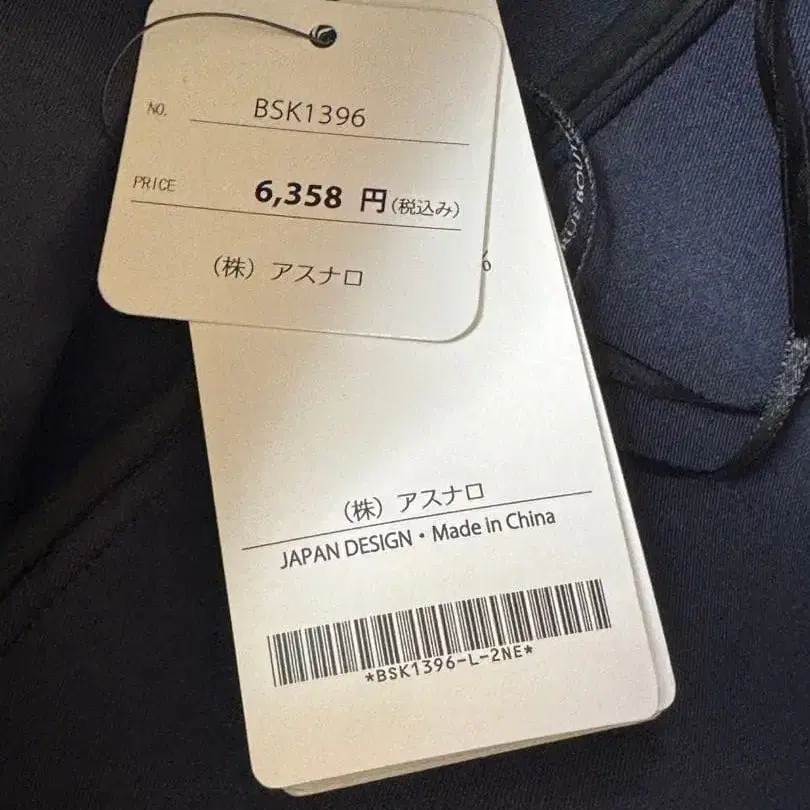 NO. BSK1396
PRICE 6,358 円(税込み)
(株) アスナロ
%
(株) アスナロ
JAPAN DESIGN・Made in China
*BSK1396-L-2NE*